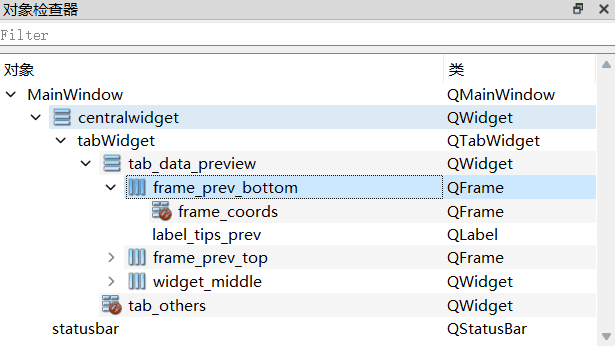 对象检查器
Filter
对象 类
MainWindow QMainWindow
centralwidget QWidget
tabWidget QTabWidget
tab_data_preview QWidget
frame_prev_bottom QFrame
frame_coords QFrame
label_tips_prev QLabel
frame_prev_top QFrame
widget_middle QWidget
tab_others QWidget
statusbar QStatusBar